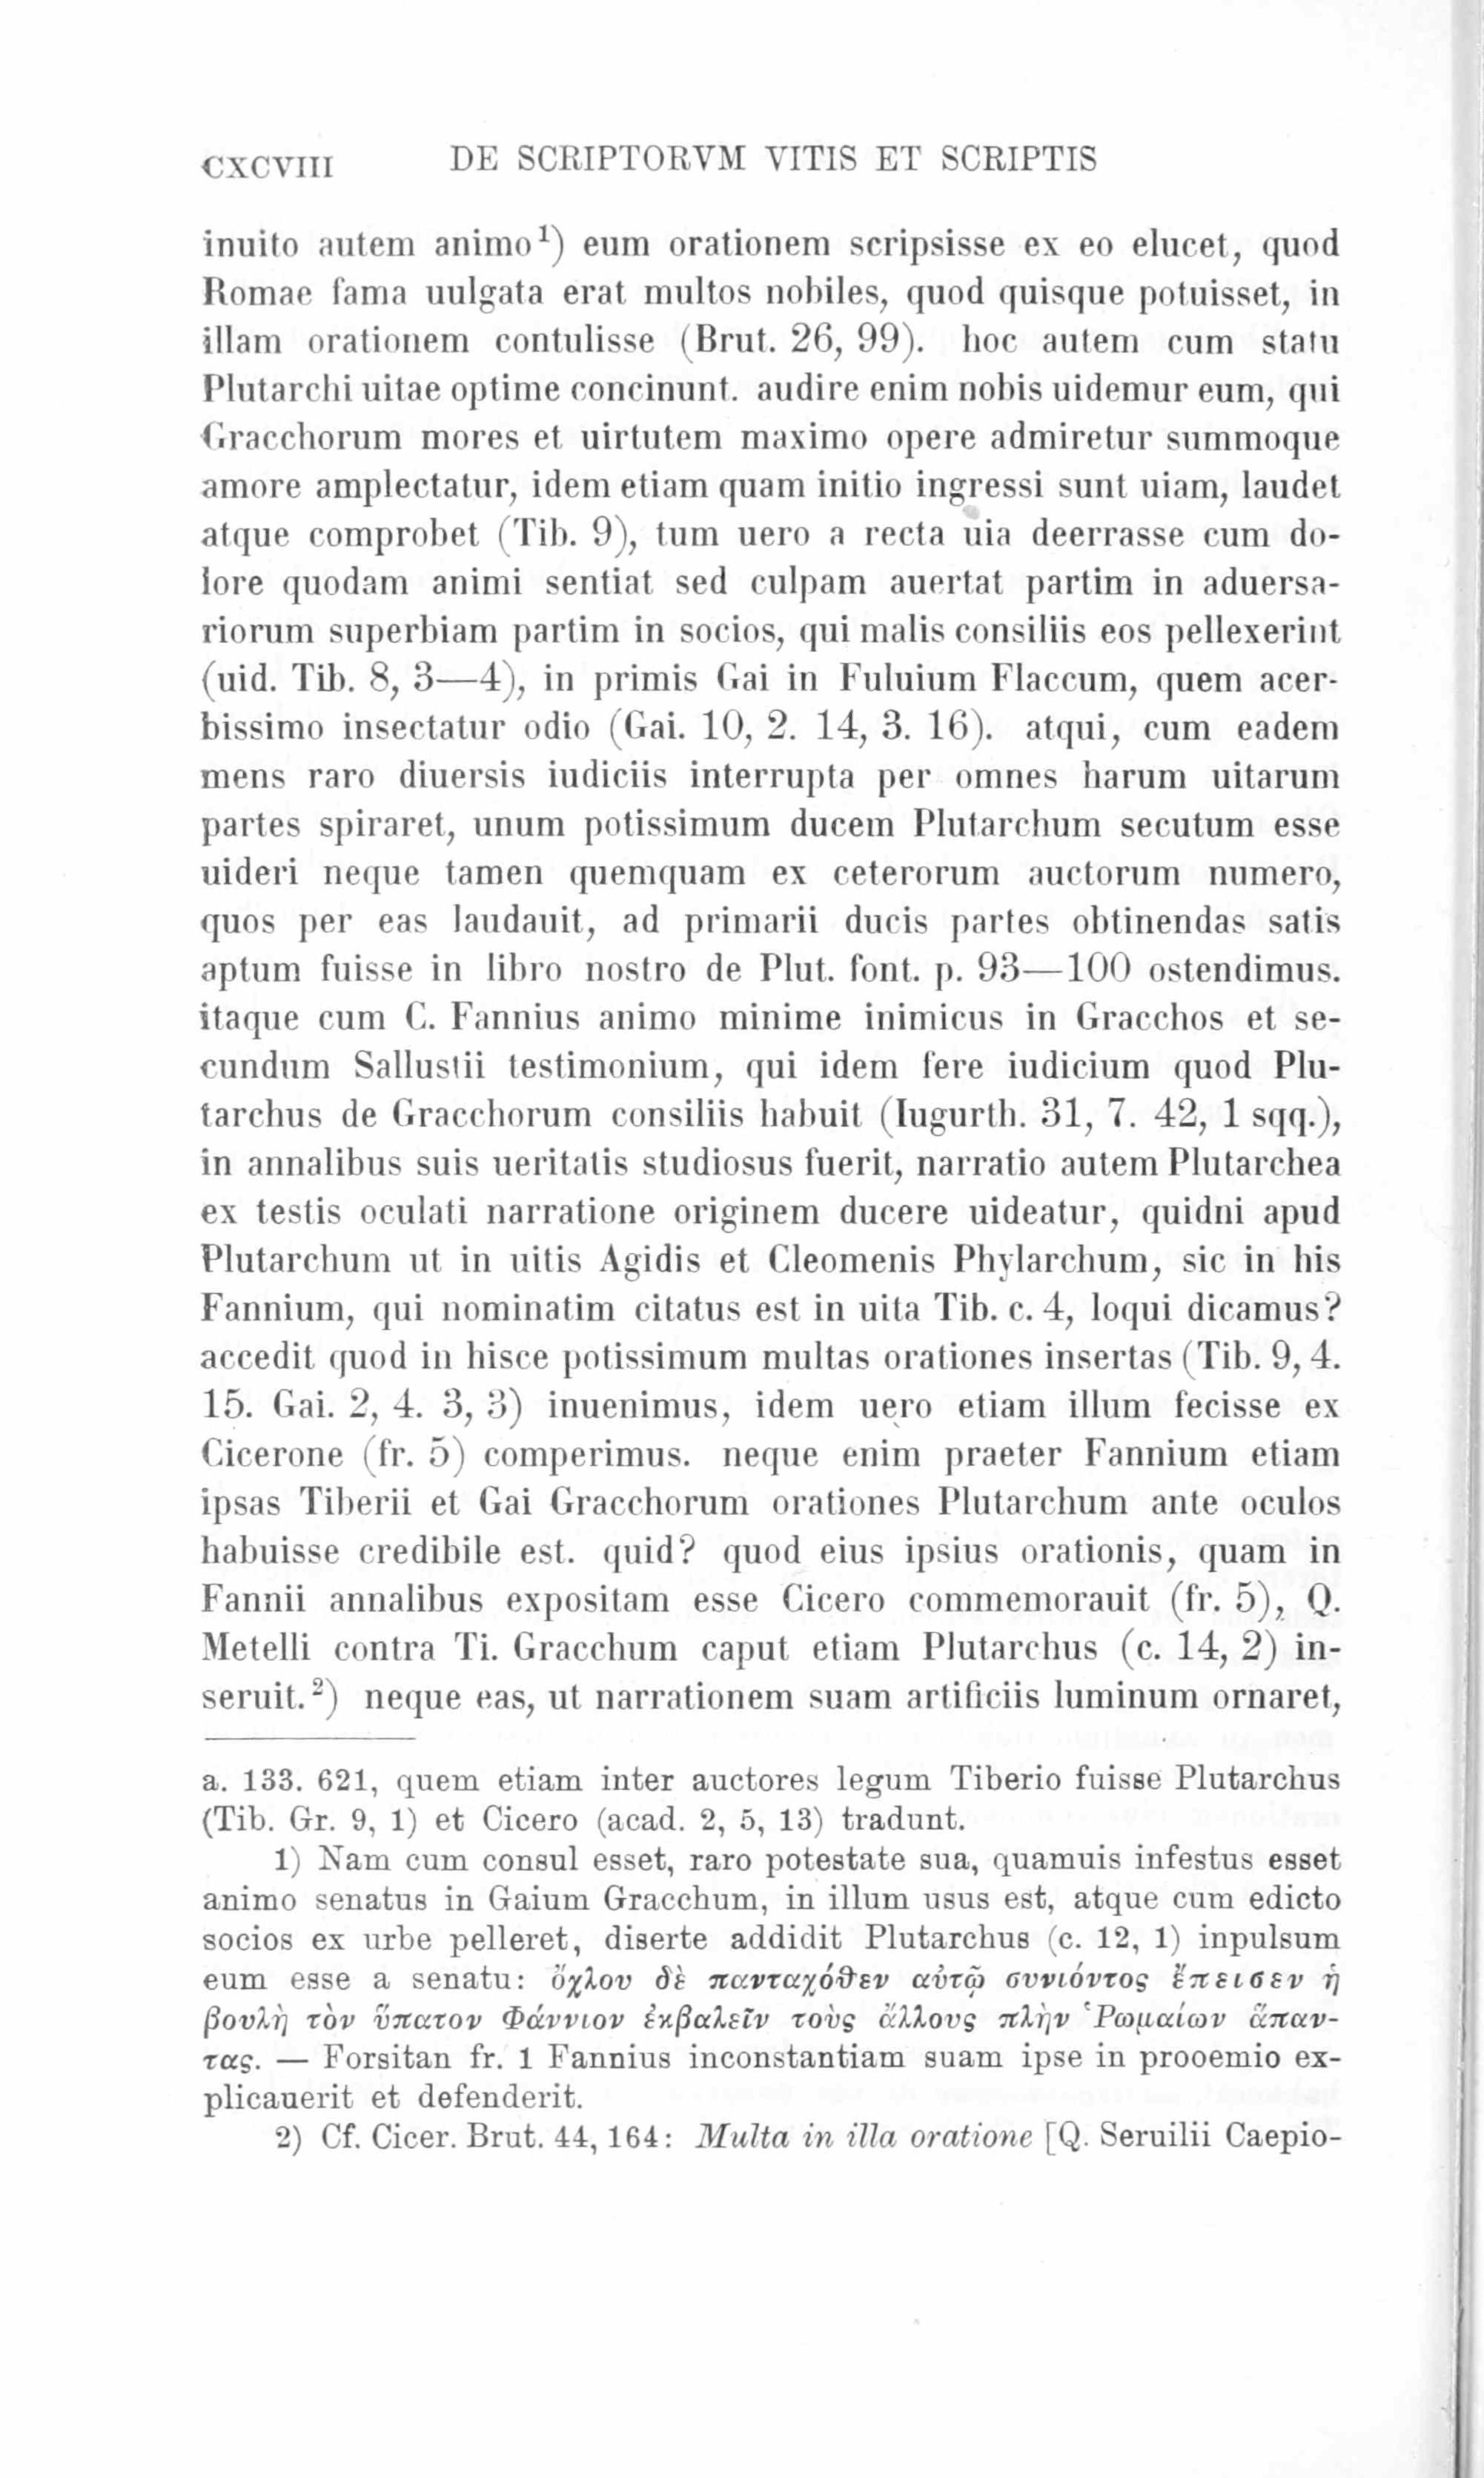 CXCVIII DE SCRIPTORVM VITIS ET SCRIPTIS
inuito autem animo¹) eum orationem scripsisse ex eo elucet, quod
Romae fama uulgata erat multos nobiles, quod quisque potuisset, in
illam orationem contulisse (Brut. 26, 99). hoc autem cum statu
Plutarchi uitae optime concinunt. audire enim nobis uidemur eum, qui
Gracchorum mores et uirtutem maximo opere admiretur summoque
amore amplectatur, idem etiam quam initio ingressi sunt uiam, laudet
atque comprobet (Tib. 9), tum uero a recta uia deerrasse cum do-
lore quodam animi sentiat sed culpam auertat partim in aduersa-
riorum superbiam partim in socios, qui malis consiliis eos pellexerint
(uid. Tib. 8, 3—4), in primis Gai in Fuluium Flaccum, quem acer-
bissimo insectatur odio (Gai. 10, 2. 14, 3. 16). atqui, cum eadem
mens raro diuersis iudiciis interrupta per omnes harum uitarum
partes spiraret, unum potissimum ducem Plutarchum secutum esse
uideri neque tamen quemquam ex ceterorum auctorum numero,
quos per eas laudauit, ad primarii ducis partes obtinendas satis
aptum fuisse in libro nostro de Plut. font. p. 93—100 ostendimus.
itaque cum C. Fannius animo minime inimicus in Gracchos et se-
cundum Sallustii testimonium, qui idem fere iudicium quod Plu-
tarchus de Gracchorum consiliis habuit (Iugurth. 31, 7. 42, 1 sqq.),
in annalibus suis ueritatis studiosus fuerit, narratio autem Plutarchea
ex testis oculati narratione originem ducere uideatur, quidni apud
Plutarchum ut in uitis Agidis et Cleomenis Phylarchum, sic in his
Fannium, qui nominatim citatus est in uita Tib. c. 4, loqui dicamus?
accedit quod in hisce potissimum multas orationes insertas (Tib. 9, 4.
15. Gai. 2, 4. 3, 3) inuenimus, idem uero etiam illum fecisse ex
Cicerone (fr. 5) comperimus. neque enim praeter Fannium etiam
ipsas Tiberii et Gai Gracchorum orationes Plutarchum ante oculos
habuisse credibile est. quid? quod eius ipsius orationis, quam in
Fannii annalibus expositam esse Cicero commemorauit (fr. 5), Q.
Metelli contra Ti. Gracchum caput etiam Plutarchus (c. 14, 2) in-
seruit.²) neque eas, ut narrationem suam artificiis luminum ornaret,
a. 133. 621, quem etiam inter auctores legum Tiberio fuisse Plutarchus
(Tib. Gr. 9, 1) et Cicero (acad. 2, 5, 13) tradunt.
1) Nam cum consul esset, raro potestate sua, quamuis infestus esset
animo senatus in Gaium Gracchum, in illum usus est, atque cum edicto
socios ex urbe pelleret, diserte addidit Plutarchus (c. 12, 1) inpulsum
eum esse a senatu: ὄχλου δὲ πανταχόθεν αὐτῷ συνιόντος ἔπεισεν ἡ
βουλὴ τὸν ὕπατον Φάννιον ἐκβαλεῖν τοὺς ἄλλους πλὴν Ῥωμαίων ἅπαν-
τας. — Forsitan fr. 1 Fannius inconstantiam suam ipse in prooemio ex-
plicauerit et defenderit.
2) Cf. Cicer. Brut. 44, 164: Multa in illa oratione [Q. Seruilii Caepio-